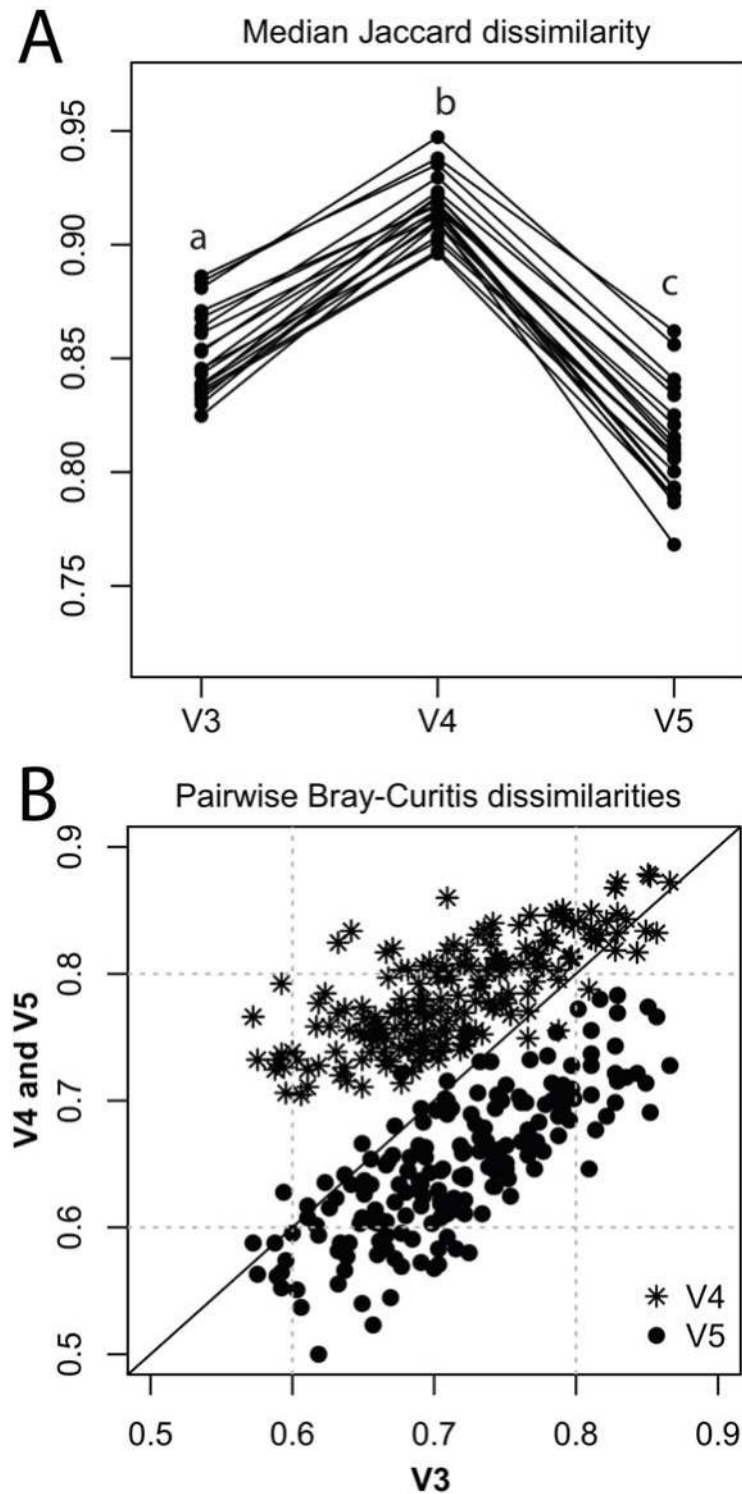 A
Median Jaccard dissimilarity
0.95
0.90
0.85
0.80
0.75
a
b
c
V3 V4 V5
B
Pairwise Bray-Curitis dissimilarities
V4 and V5
0.9
0.8
0.7
0.6
0.5
V4
V5
0.5 0.6 0.7 0.8 0.9
V3